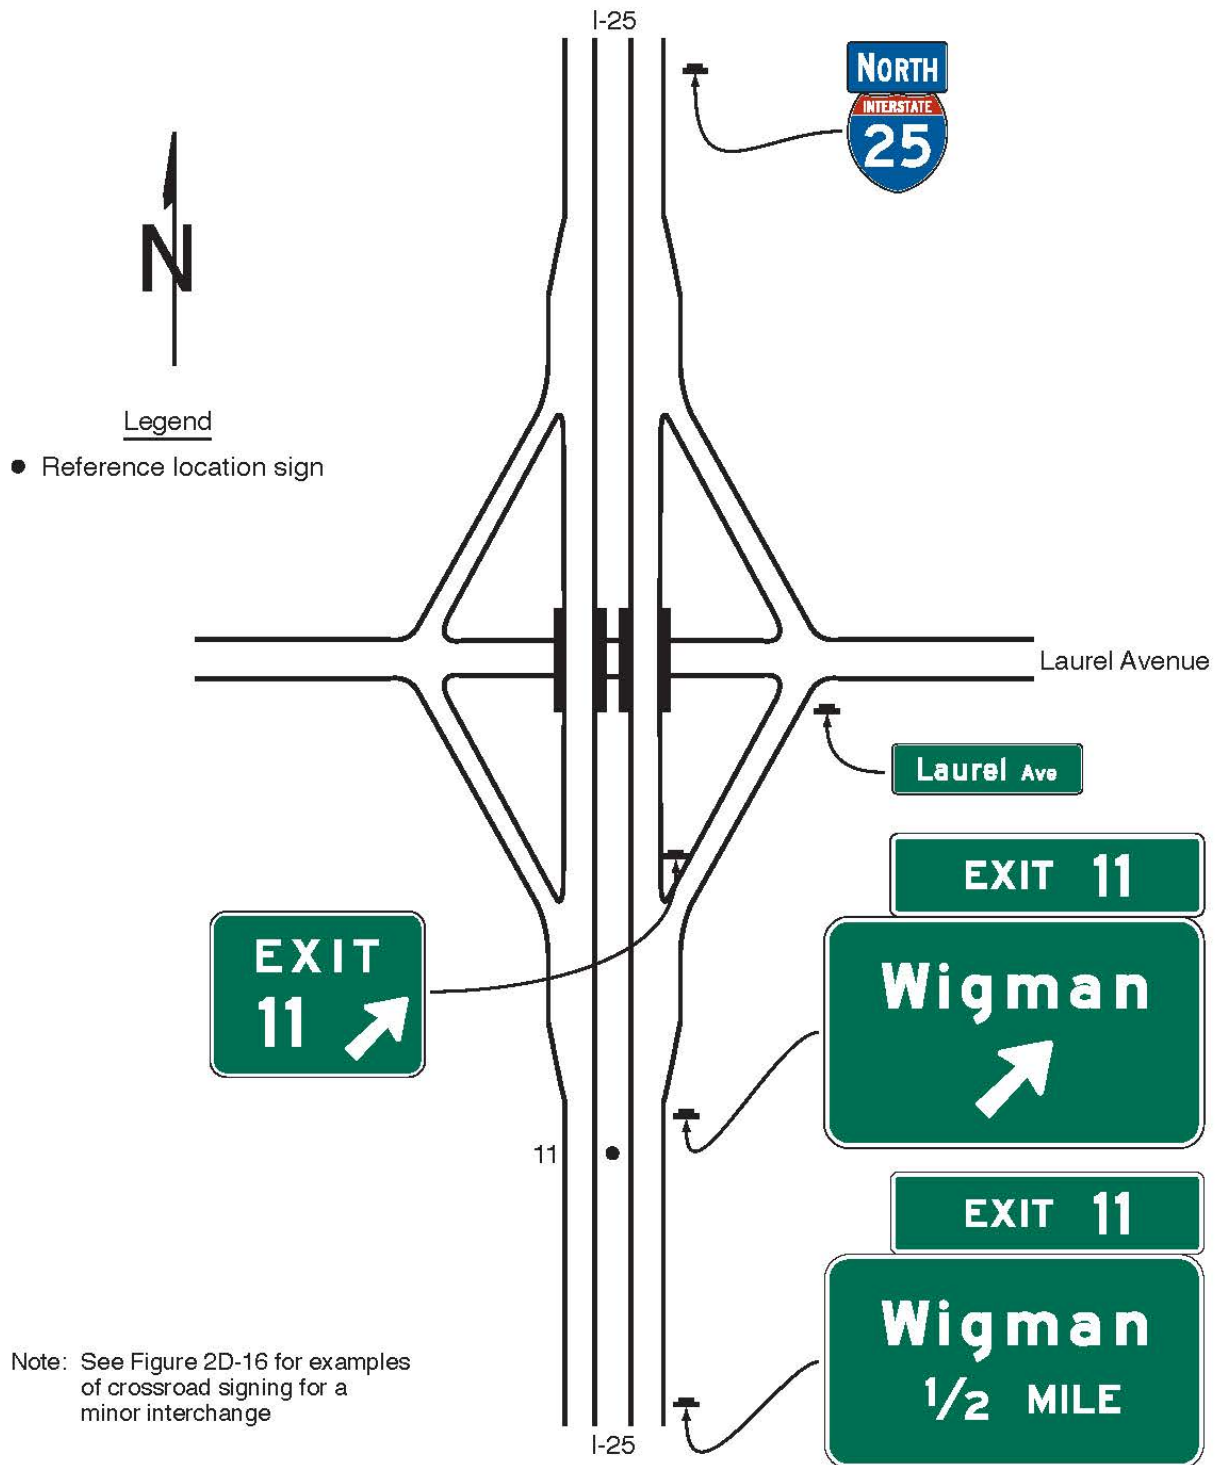 I-25
NORTH
INTERSTATE
25
N
Legend
Reference location sign
Laurel Avenue
Laurel Ave
EXIT 11
Wigman
EXIT
11
11
EXIT 11
Wigman
1/2 MILE
Note: See Figure 2D-16 for examples
of crossroad signing for a
minor interchange
I-25